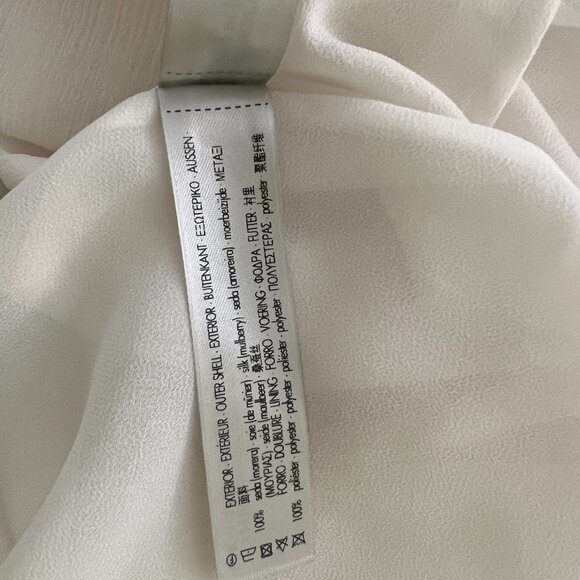 EXTERIOR · EXTÉRIEUR · OUTER SHELL · EXTERIOR · BUITENKANT · ΕΞΩΤΕΡΙΚΟ · AUSSEN ·
面料
100% seda (morera) · soie (de mûrier) · silk (mulberry) · seda (amoreira) · moerbeizijde · ΜΕΤΑΞΙ
(ΜΟΥΡΙΑΣ) · seide (maulbeer) · 桑蚕丝
FORRO · DOUBLURE · LINING · FORRO · VOERING · ΦΟΔΡΑ · FUTTER · 衬里
100% poliéster · polyester · polyester · poliéster · polyester · ΠΟΛΥΕΣΤΕΡΑΣ · polyester · 聚酯纤维